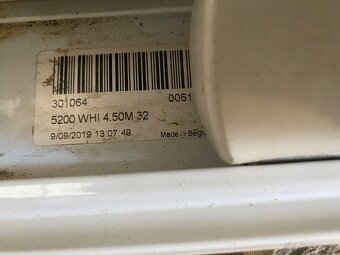 301064 0061
5200 WHI 4.50M 32
9/09/2019 13:07:49 Made in Belgi